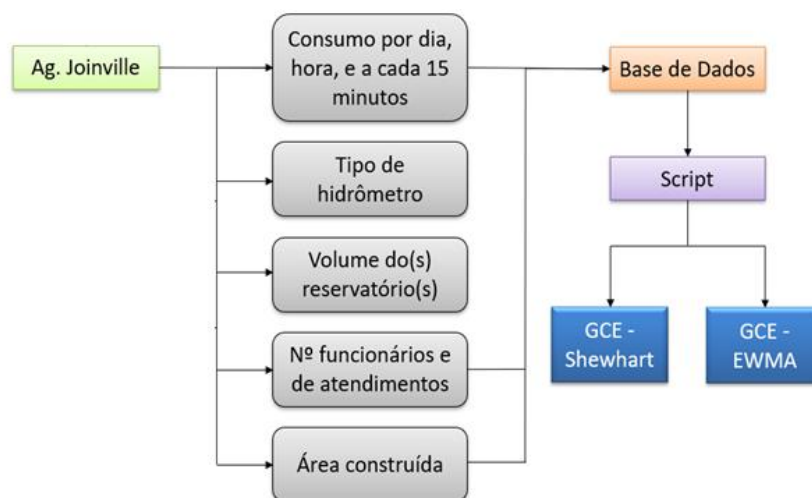 Ag. Joinville
Consumo por dia,
hora, e a cada 15
minutos
Tipo de
hidrômetro
Volume do(s)
reservatório(s)
Nº funcionários e
de atendimentos
Área construída
Base de Dados
Script
GCE -
Shewhart
GCE -
EWMA